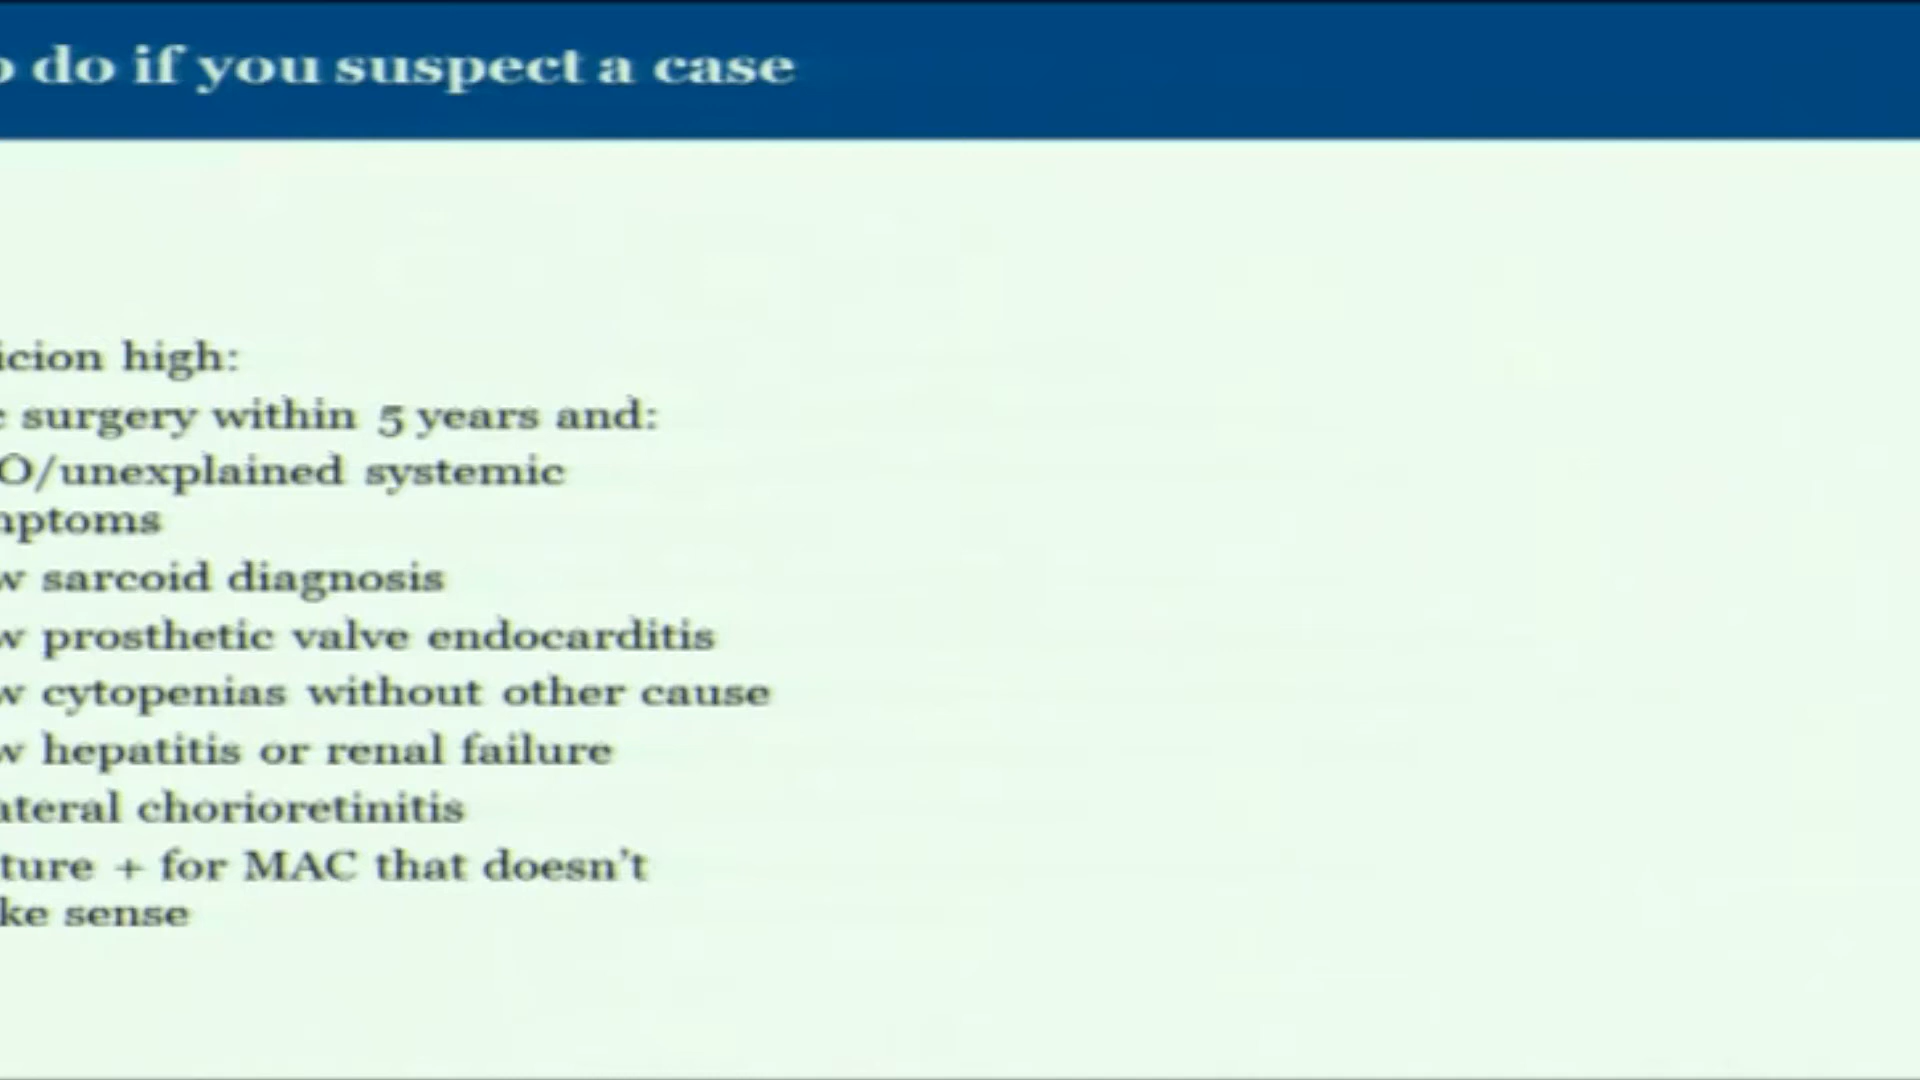 do if you suspect a case
icion high:
surgery within 5 years and:
O/unexplained systemic
mptoms
w sarcoid diagnosis
w prosthetic valve endocarditis
w cytopenias without other cause
w hepatitis or renal failure
ateral chorioretinitis
ture + for MAC that doesn't
ke sense